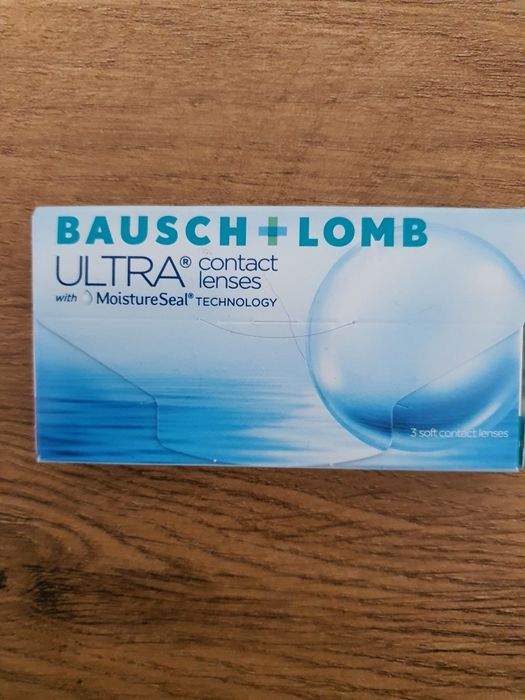 BAUSCH + LOMB
ULTRA® contact lenses
with MoistureSeal® TECHNOLOGY
3 soft contact lenses